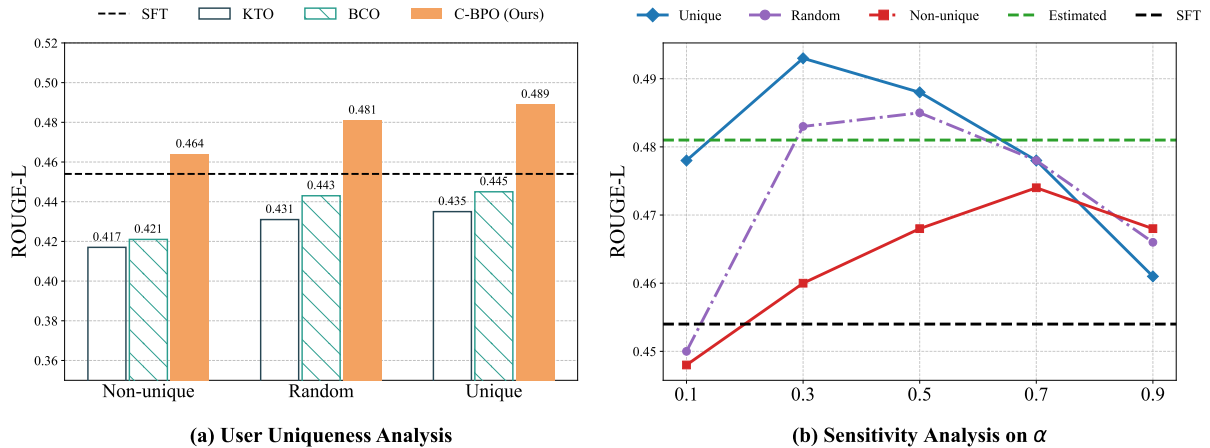 SFT KTO BCO C-BPO (Ours)
0.52
0.50
0.48
0.46
0.44
0.42
0.40
0.38
0.36
ROUGE-L
0.417 0.421 0.464
0.431 0.443 0.481
0.435 0.445 0.489
Non-unique Random Unique
(a) User Uniqueness Analysis
Unique Random Non-unique Estimated SFT
0.49
0.48
0.47
0.46
0.45
ROUGE-L
0.1 0.3 0.5 0.7 0.9
(b) Sensitivity Analysis on α